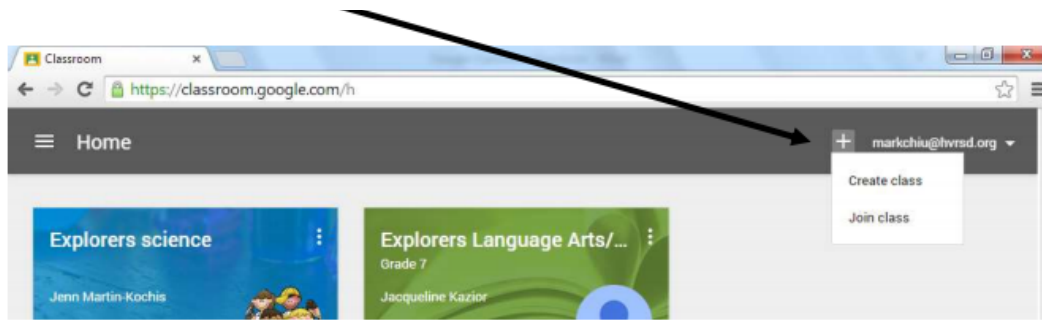 Classroom
https://classroom.google.com/h
Home
markchiu@hvrsd.org
Create class
Join class
Explorers science
Jenn Martin-Kochis
Explorers Language Arts/...
Grade 7
Jacqueline Kazior